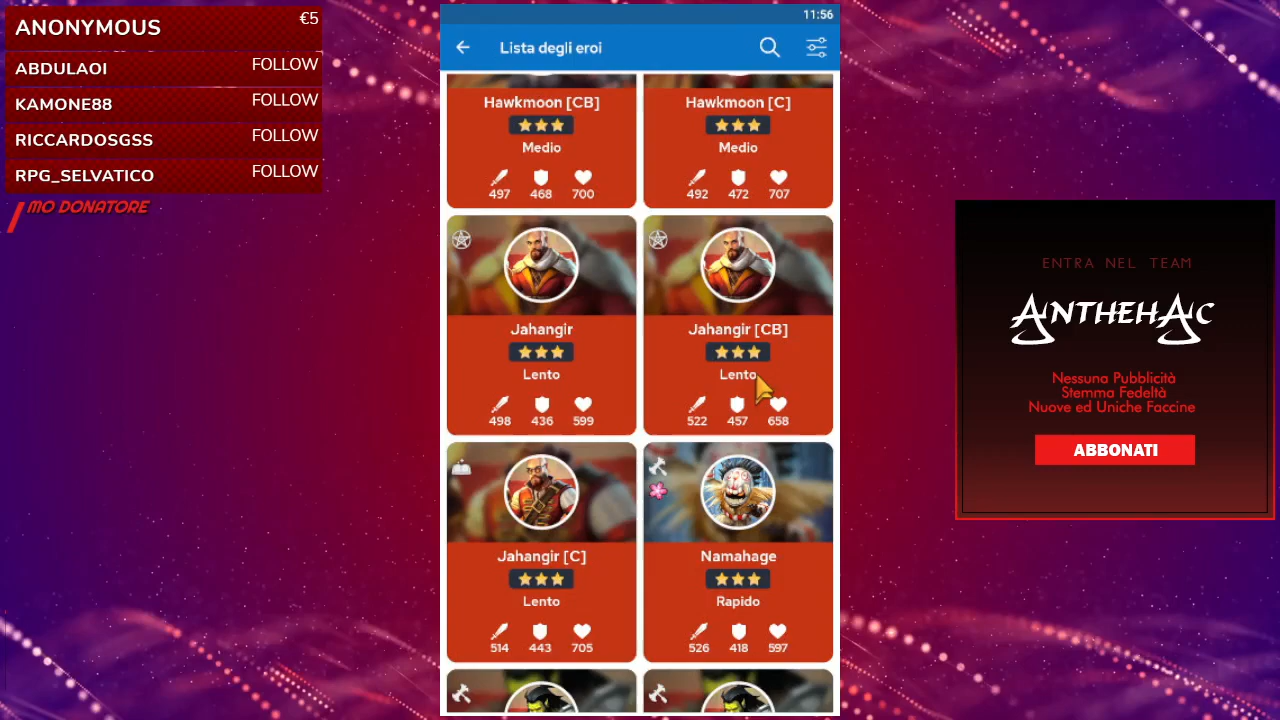 ANONYMOUS €5
ABDULAOI FOLLOW
KAMONE88 FOLLOW
RICCARDOSGSS FOLLOW
RPG_SELVATICO FOLLOW
MO DONATORE
11:56
Lista degli eroi
Hawkmoon [CB]
Medio
497 468 700
Hawkmoon [C]
Medio
492 472 707
Jahangir
Lento
498 436 599
Jahangir [CB]
Lento
522 457 658
Jahangir [C]
Lento
514 443 705
Namahage
Rapido
526 418 597
ENTRA NEL TEAM
ANTHEHAC
Nessuna Pubblicità
Stemma Fedeltà
Nuove ed Uniche Faccine
ABBONATI